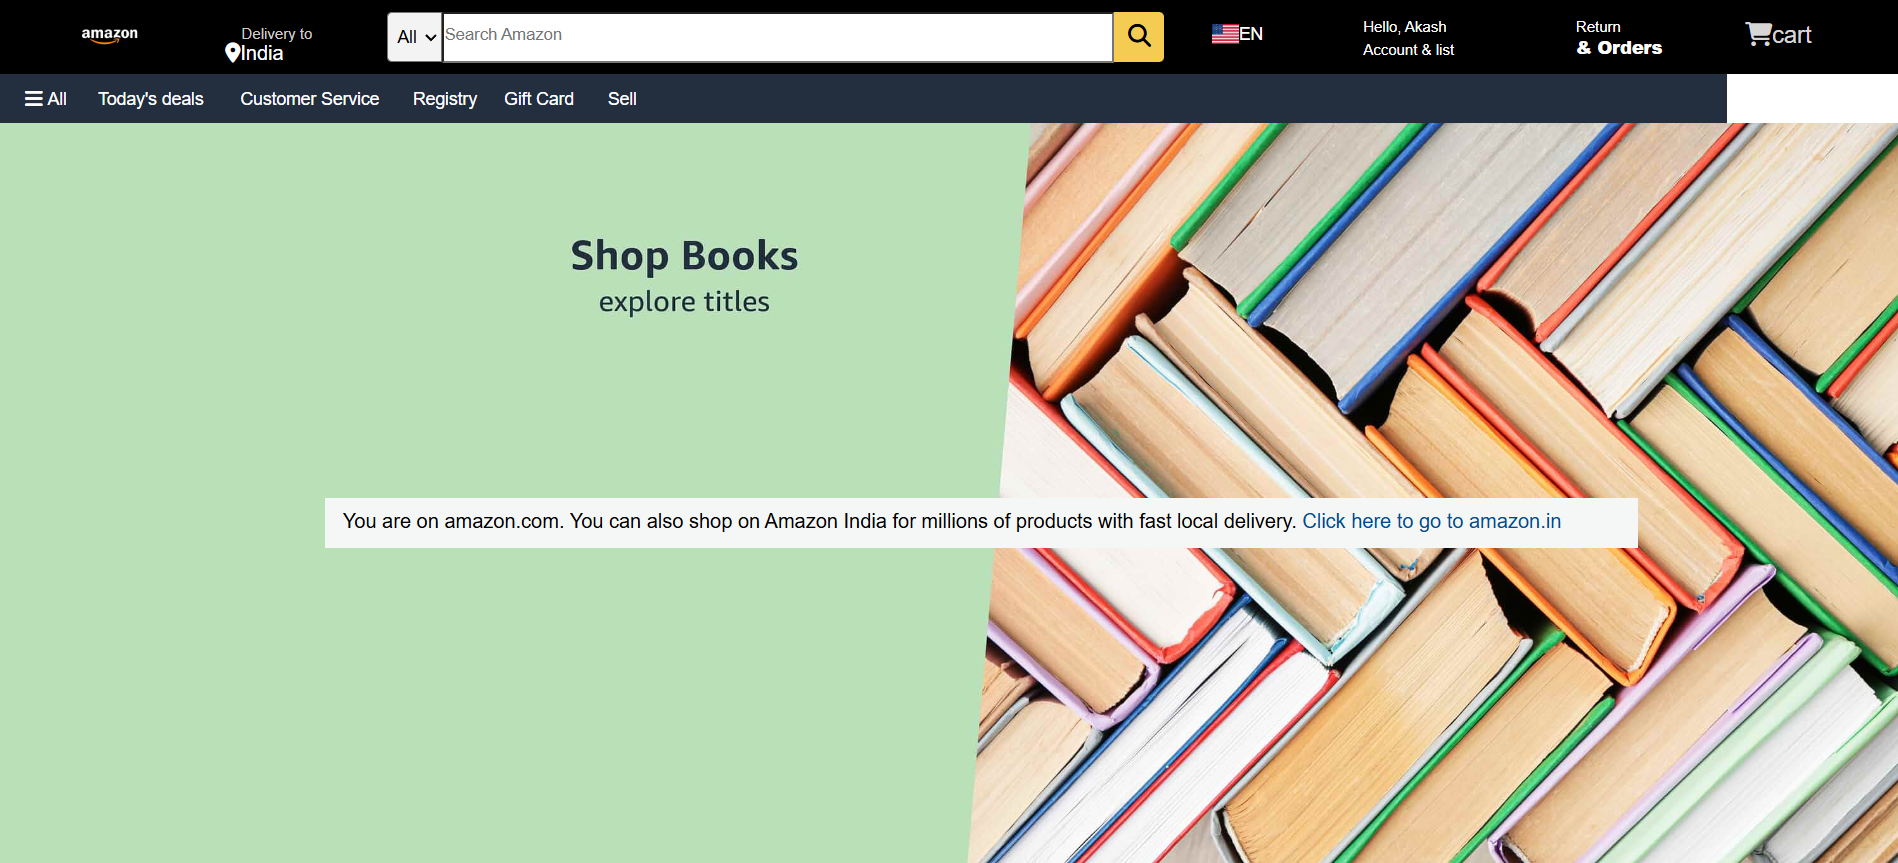 amazon
Delivery to
India
All
Search Amazon
EN
Hello, Akash
Account & list
Return
& Orders
cart
All
Today's deals
Customer Service
Registry
Gift Card
Sell
Shop Books
explore titles
You are on amazon.com. You can also shop on Amazon India for millions of products with fast local delivery. Click here to go to amazon.in